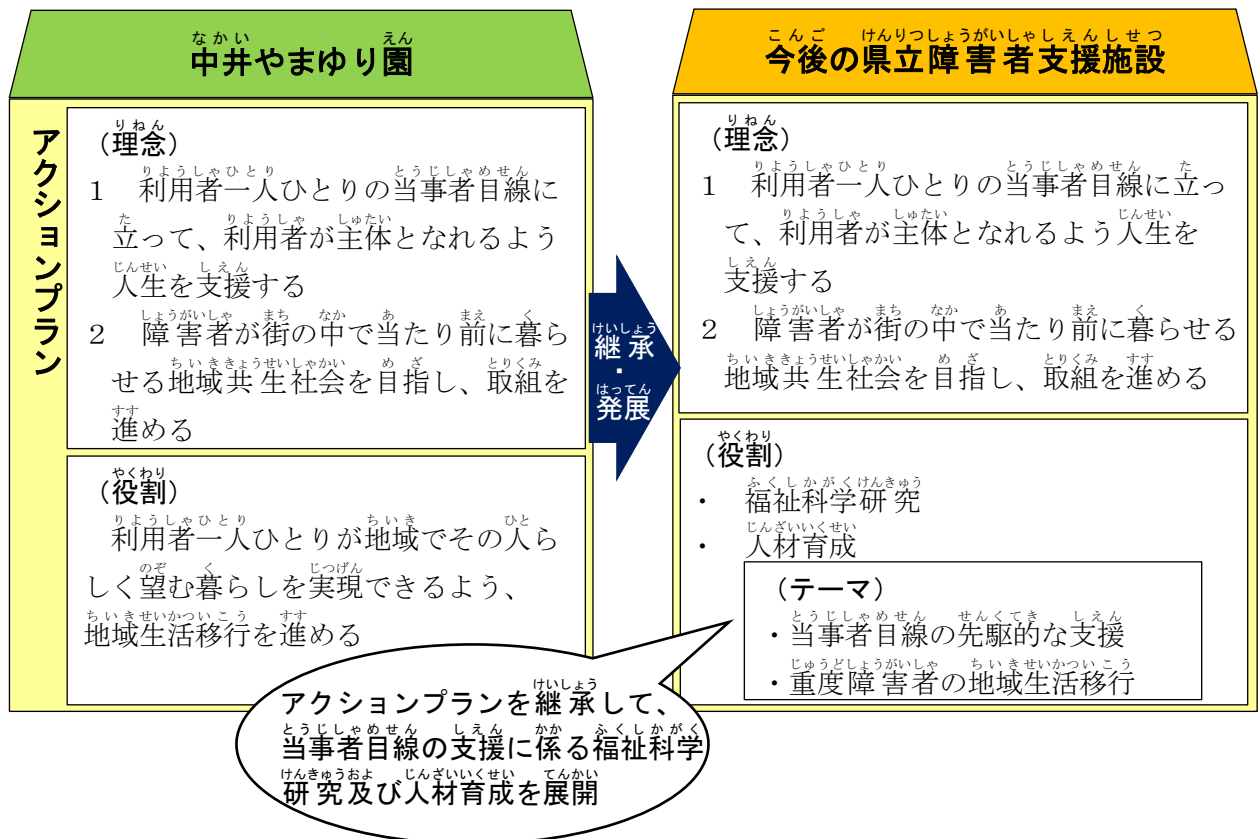 中井やまゆり園
アクションプラン
(理念)
1 利用者一人ひとりの当事者目線に
立って、利用者が主体となれるよう
人生を支援する
2 障害者が街の中で当たり前に暮ら
せる地域共生社会を目指し、取組を
進める
(役割)
利用者一人ひとりが地域でその人ら
しく望む暮らしを実現できるよう、
地域生活移行を進める
継承
・
発展
今後の県立障害者支援施設
(理念)
1 利用者一人ひとりの当事者目線に立っ
て、利用者が主体となれるよう人生を
支援する
2 障害者が街の中で当たり前に暮らせる
地域共生社会を目指し、取組を進める
(役割)
・ 福祉科学研究
・ 人材育成
(テーマ)
・当事者目線の先駆的な支援
・重度障害者の地域生活移行
アクションプランを継承して、
当事者目線の支援に係る福祉科学
研究及び人材育成を展開